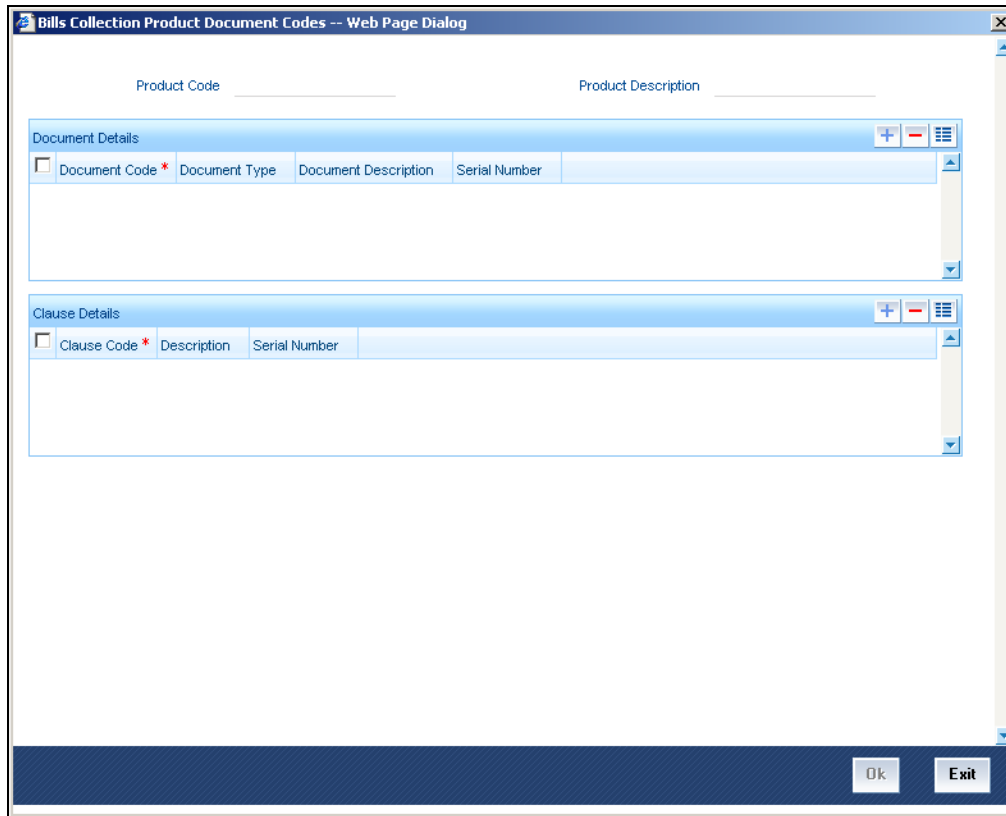 Bills Collection Product Document Codes -- Web Page Dialog
Product Code Product Description
Document Details
Document Code * Document Type Document Description Serial Number
Clause Details
Clause Code * Description Serial Number
Ok Exit